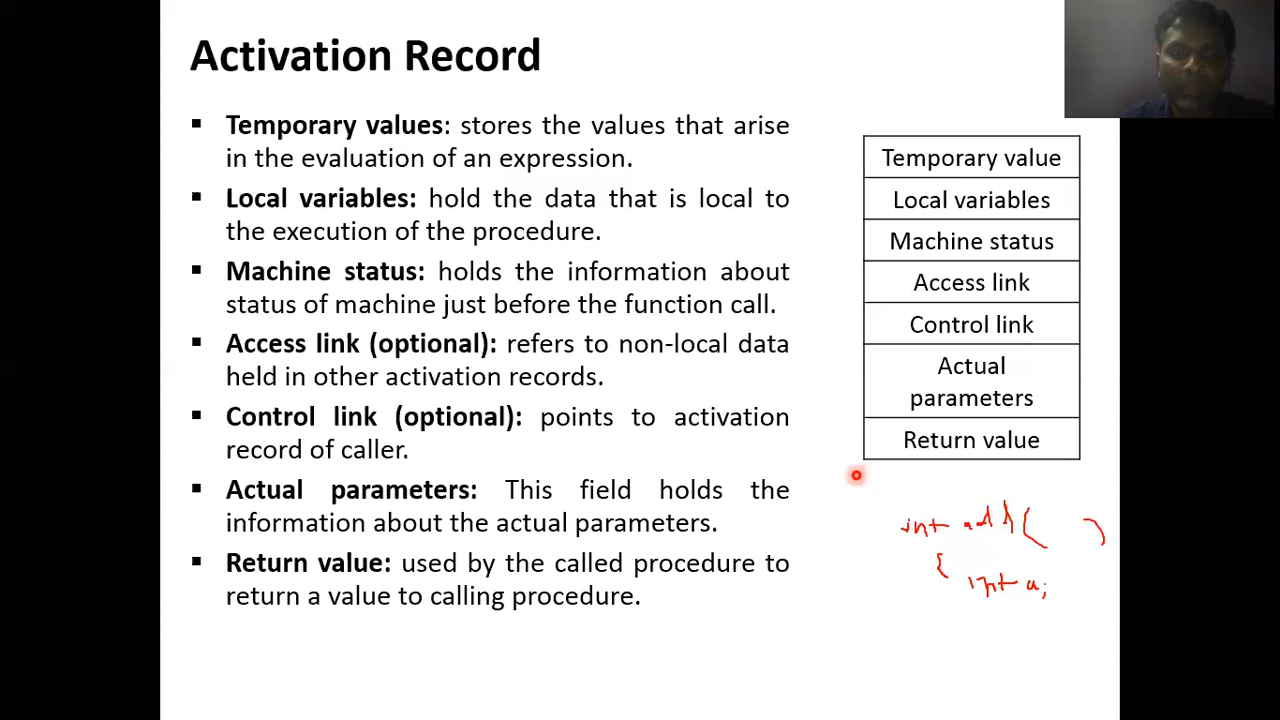 Activation Record
▪ Temporary values: stores the values that arise
in the evaluation of an expression.
▪ Local variables: hold the data that is local to
the execution of the procedure.
▪ Machine status: holds the information about
status of machine just before the function call.
▪ Access link (optional): refers to non-local data
held in other activation records.
▪ Control link (optional): points to activation
record of caller.
▪ Actual parameters: This field holds the
information about the actual parameters.
▪ Return value: used by the called procedure to
return a value to calling procedure.
Temporary value
Local variables
Machine status
Access link
Control link
Actual
parameters
Return value
int add( )
{
int a;